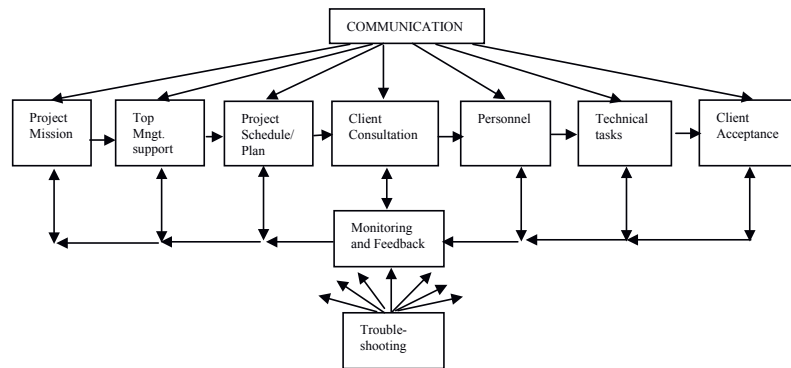 COMMUNICATION
Project
Mission
Top
Mngt.
support
Project
Schedule/
Plan
Client
Consultation
Personnel
Technical
tasks
Client
Acceptance
Monitoring
and Feedback
Trouble-
shooting